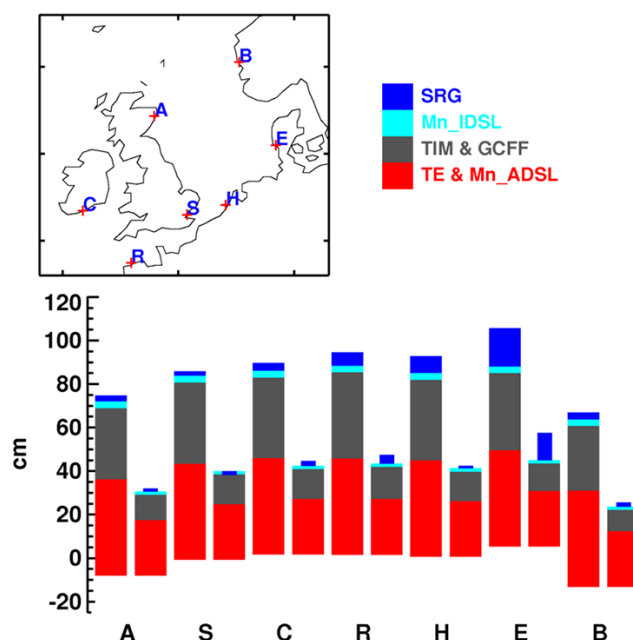 B
A
E
C
S
H
R
SRG
Mn_IDSL
TIM & GCFF
TE & Mn_ADSL
120
100
80
60
40
20
0
-20
cm
A S C R H E B